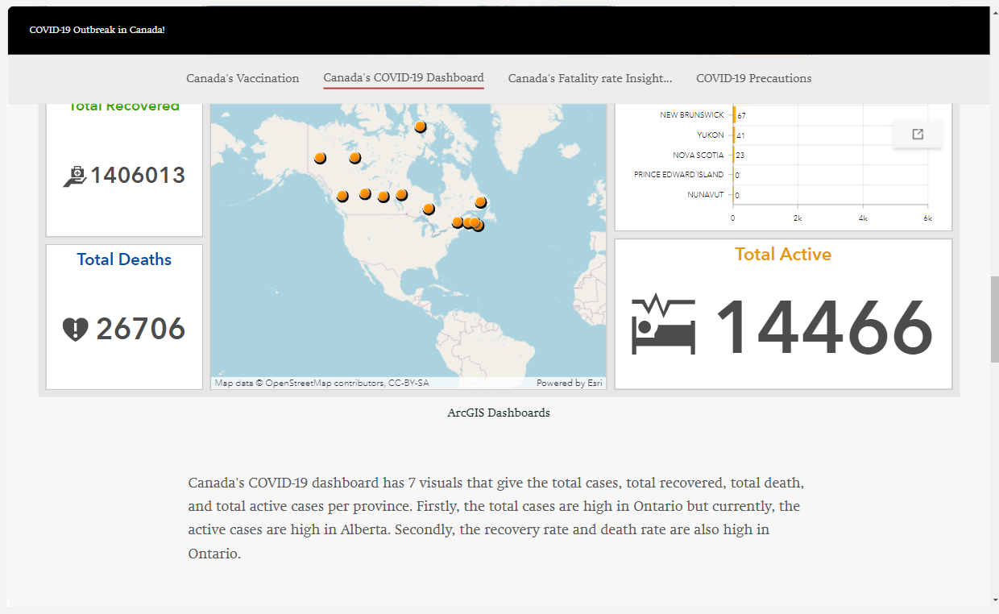 COVID-19 Outbreak in Canada!
Canada's Vaccination
Canada's COVID-19 Dashboard
Canada's Fatality rate Insight...
COVID-19 Precautions
Total Recovered
1406013
Total Deaths
26706
Map data © OpenStreetMap contributors, CC-BY-SA
Powered by Esri
NEW BRUNSWICK 67
YUKON 41
NOVA SCOTIA 23
PRINCE EDWARD ISLAND 0
NUNAVUT 0
0 2k 4k 6k
Total Active
14466
ArcGIS Dashboards
Canada's COVID-19 dashboard has 7 visuals that give the total cases, total recovered, total death,
and total active cases per province. Firstly, the total cases are high in Ontario but currently, the
active cases are high in Alberta. Secondly, the recovery rate and death rate are also high in
Ontario.